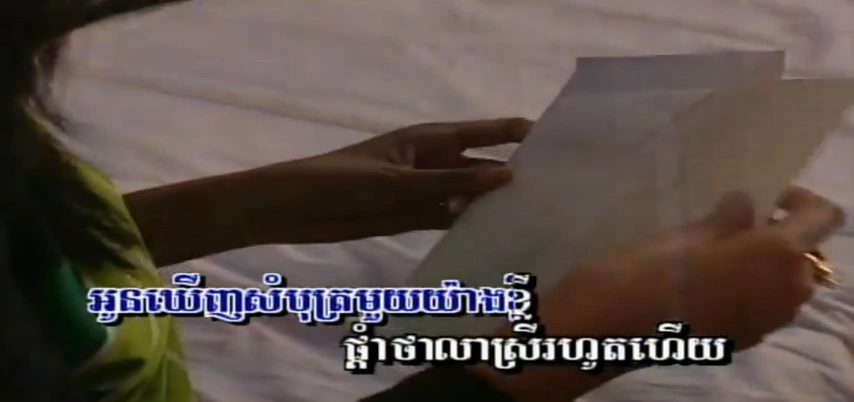 អូនឃើញសំបុត្រមួយយ៉ាងខ្លី
ផ្ដាំថាលាស្រីរហូតហើយ